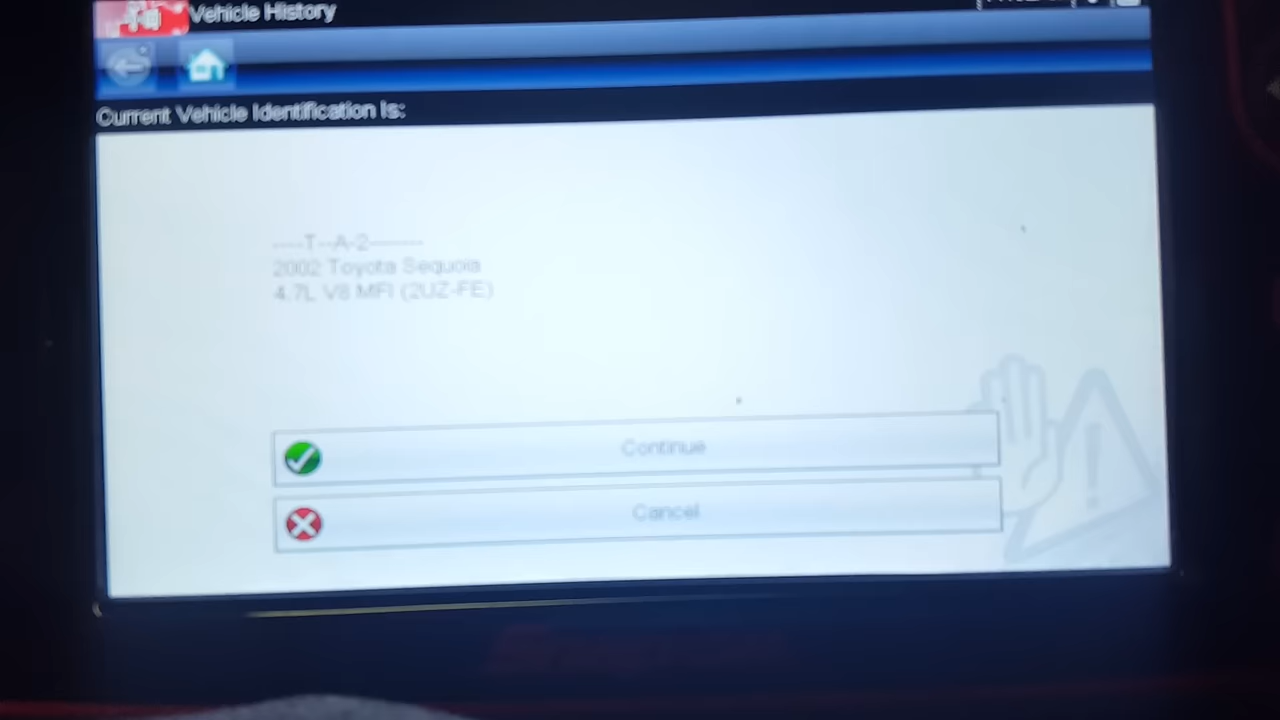 Vehicle History
Current Vehicle Identification Is:
----T--A-2--------
2002 Toyota Sequoia
4.7L V8 MFI (2UZ-FE)
Continue
Cancel